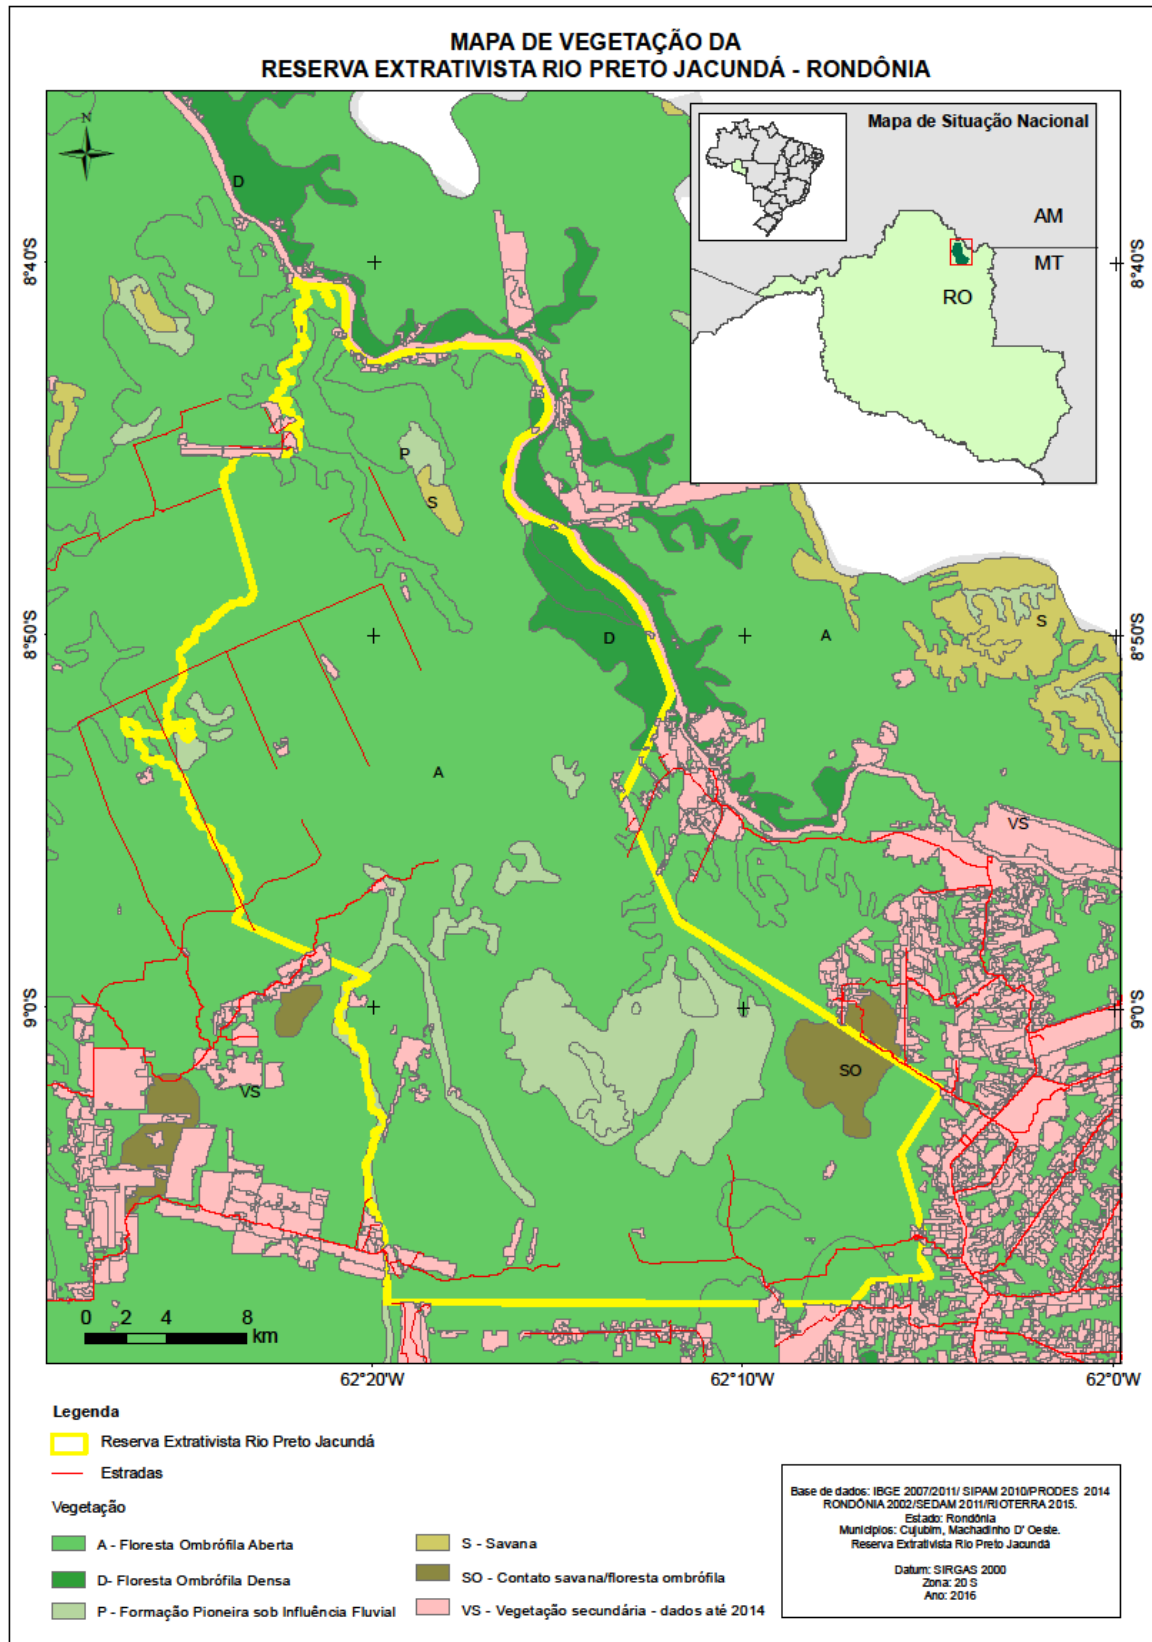 MAPA DE VEGETAÇÃO DA
RESERVA EXTRATIVISTA RIO PRETO JACUNDÁ - RONDÔNIA
Mapa de Situação Nacional
AM
MT
RO
N
D
8°40'S
8°40'S
P
S
8°50'S
D
A
S
8°50'S
A
VS
9°0'S
9°0'S
SO
VS
0 2 4 8
km
62°20'W
62°10'W
62°0'W
Legenda
Reserva Extrativista Rio Preto Jacundá
Estradas
Vegetação
A - Floresta Ombrófila Aberta
D- Floresta Ombrófila Densa
P - Formação Pioneira sob Influência Fluvial
S - Savana
SO - Contato savana/floresta ombrófila
VS - Vegetação secundária - dados até 2014
Base de dados: IBGE 2007/2011/ SIPAM 2010/PRODES 2014
RONDÔNIA 2002/SEDAM 2011/RIOTERRA 2015.
Estado: Rondônia
Municípios: Cujubim, Machadinho D' Oeste.
Reserva Extrativista Rio Preto Jacundá
Datum: SIRGAS 2000
Zona: 20 S
Ano: 2016